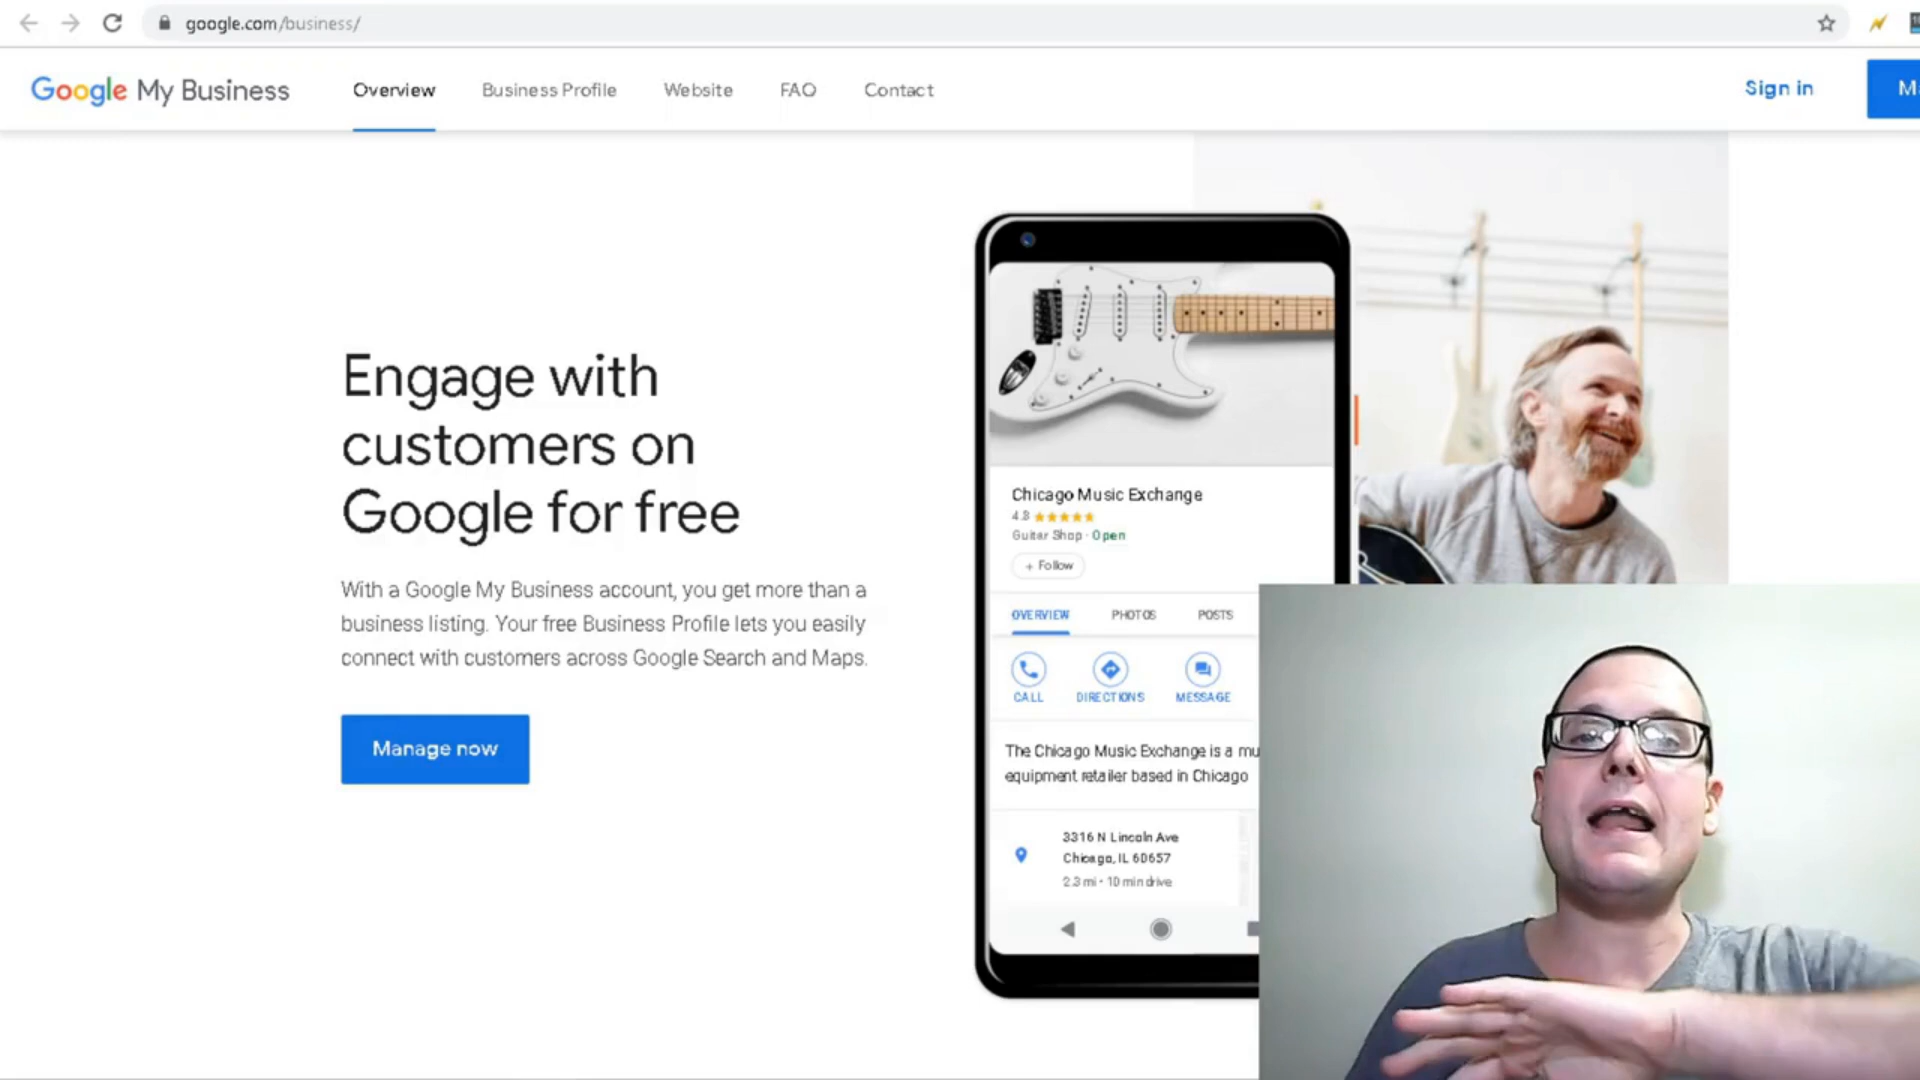 google.com/business/
Google My Business
Overview
Business Profile
Website
FAQ
Contact
Sign in
Engage with
customers on
Google for free
With a Google My Business account, you get more than a
business listing. Your free Business Profile lets you easily
connect with customers across Google Search and Maps.
Manage now
Chicago Music Exchange
4.8
Guitar Shop · Open
+ Follow
OVERVIEW
PHOTOS
POSTS
CALL
DIRECTIONS
MESSAGE
The Chicago Music Exchange is a mu
equipment retailer based in Chicago
3316 N Lincoln Ave
Chicago, IL 60657
2.3 mi · 10 min drive